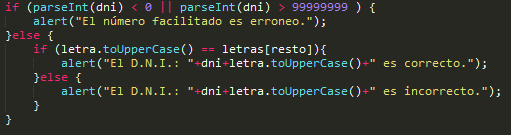 if (parseInt(dni) < 0 || parseInt(dni) > 99999999 ) {
alert("El número facilitado es erroneo.");
}else {
if (letra.toUpperCase() == letras[resto]){
alert("El D.N.I.: "+dni+letra.toUpperCase()+" es correcto.");
}else {
alert("El D.N.I.: "+dni+letra.toUpperCase()+" es incorrecto.");
}
}